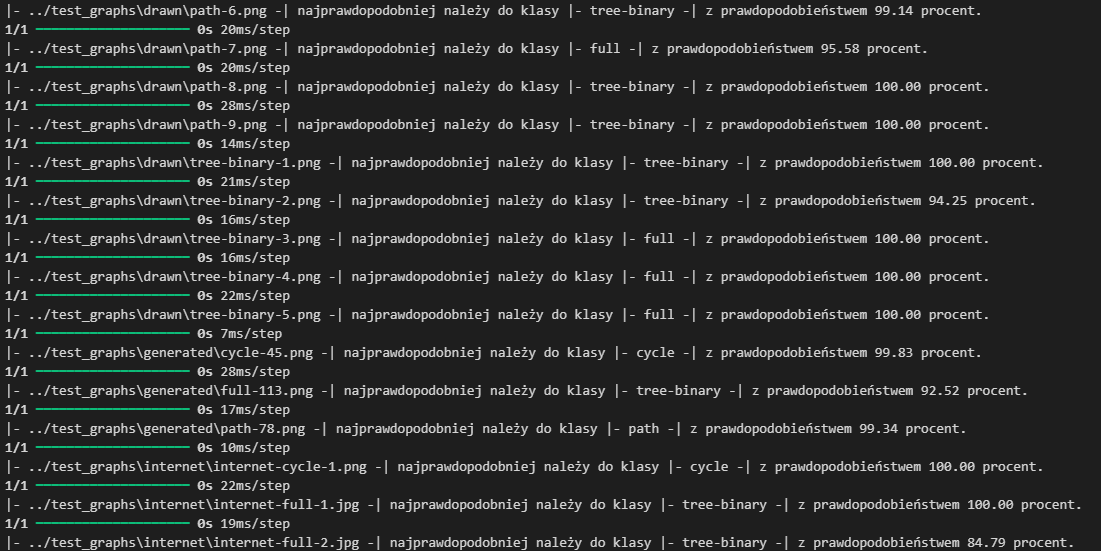 |- ../test_graphs\drawn\path-6.png -| najprawdopodobniej należy do klasy |- tree-binary -| z prawdopodobieństwem 99.14 procent.
1/1 ━━━━━━━━━━━━━━━━━━━━ 0s 20ms/step
|- ../test_graphs\drawn\path-7.png -| najprawdopodobniej należy do klasy |- full -| z prawdopodobieństwem 95.58 procent.
1/1 ━━━━━━━━━━━━━━━━━━━━ 0s 20ms/step
|- ../test_graphs\drawn\path-8.png -| najprawdopodobniej należy do klasy |- tree-binary -| z prawdopodobieństwem 100.00 procent.
1/1 ━━━━━━━━━━━━━━━━━━━━ 0s 28ms/step
|- ../test_graphs\drawn\path-9.png -| najprawdopodobniej należy do klasy |- tree-binary -| z prawdopodobieństwem 100.00 procent.
1/1 ━━━━━━━━━━━━━━━━━━━━ 0s 14ms/step
|- ../test_graphs\drawn\tree-binary-1.png -| najprawdopodobniej należy do klasy |- tree-binary -| z prawdopodobieństwem 100.00 procent.
1/1 ━━━━━━━━━━━━━━━━━━━━ 0s 21ms/step
|- ../test_graphs\drawn\tree-binary-2.png -| najprawdopodobniej należy do klasy |- tree-binary -| z prawdopodobieństwem 94.25 procent.
1/1 ━━━━━━━━━━━━━━━━━━━━ 0s 16ms/step
|- ../test_graphs\drawn\tree-binary-3.png -| najprawdopodobniej należy do klasy |- full -| z prawdopodobieństwem 100.00 procent.
1/1 ━━━━━━━━━━━━━━━━━━━━ 0s 16ms/step
|- ../test_graphs\drawn\tree-binary-4.png -| najprawdopodobniej należy do klasy |- full -| z prawdopodobieństwem 100.00 procent.
1/1 ━━━━━━━━━━━━━━━━━━━━ 0s 22ms/step
|- ../test_graphs\drawn\tree-binary-5.png -| najprawdopodobniej należy do klasy |- full -| z prawdopodobieństwem 100.00 procent.
1/1 ━━━━━━━━━━━━━━━━━━━━ 0s 7ms/step
|- ../test_graphs\generated\cycle-45.png -| najprawdopodobniej należy do klasy |- cycle -| z prawdopodobieństwem 99.83 procent.
1/1 ━━━━━━━━━━━━━━━━━━━━ 0s 28ms/step
|- ../test_graphs\generated\full-113.png -| najprawdopodobniej należy do klasy |- tree-binary -| z prawdopodobieństwem 92.52 procent.
1/1 ━━━━━━━━━━━━━━━━━━━━ 0s 17ms/step
|- ../test_graphs\generated\path-78.png -| najprawdopodobniej należy do klasy |- path -| z prawdopodobieństwem 99.34 procent.
1/1 ━━━━━━━━━━━━━━━━━━━━ 0s 10ms/step
|- ../test_graphs\internet\internet-cycle-1.png -| najprawdopodobniej należy do klasy |- cycle -| z prawdopodobieństwem 100.00 procent.
1/1 ━━━━━━━━━━━━━━━━━━━━ 0s 22ms/step
|- ../test_graphs\internet\internet-full-1.jpg -| najprawdopodobniej należy do klasy |- tree-binary -| z prawdopodobieństwem 100.00 procent.
1/1 ━━━━━━━━━━━━━━━━━━━━ 0s 19ms/step
|- ../test_graphs\internet\internet-full-2.jpg -| najprawdopodobniej należy do klasy |- tree-binary -| z prawdopodobieństwem 84.79 procent.